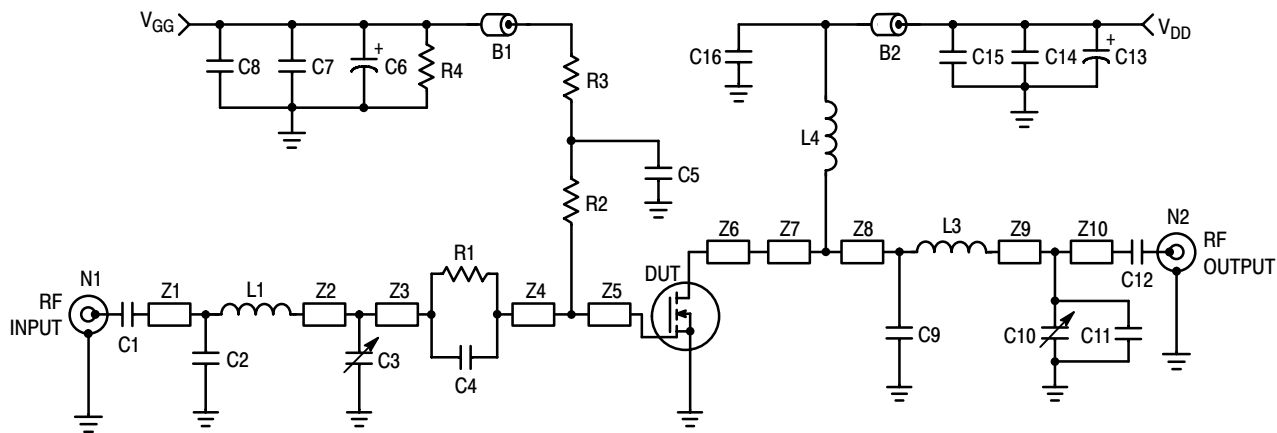 V_GG
B1
C8
C7
+
C6
R4
R3
C5
R2
C16
B2
V_DD
C15
C14
+
C13
L4
Z6
Z7
Z8
L3
Z9
Z10
N2
RF
OUTPUT
C12
DUT
C9
C10
C11
N1
RF
INPUT
C1
Z1
L1
Z2
Z3
R1
Z4
Z5
C2
C3
C4